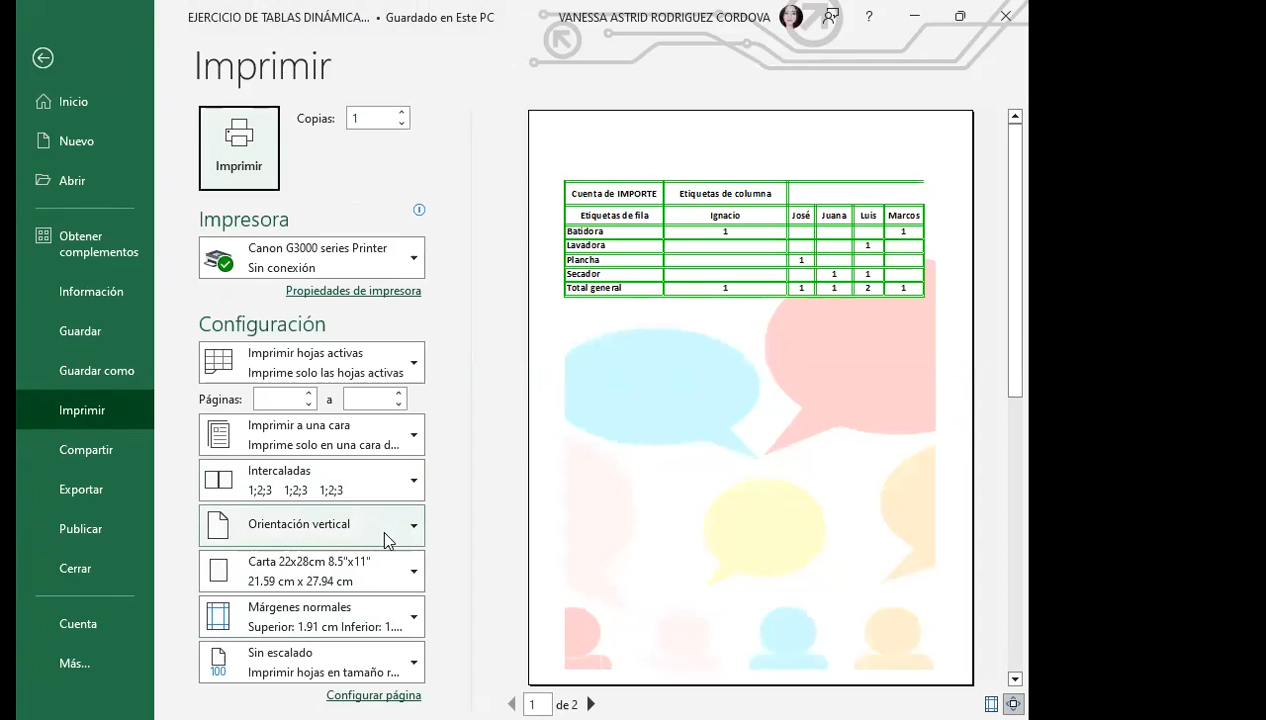 EJERCICIO DE TABLAS DINÁMICA... • Guardado en Este PC
VANESSA ASTRID RODRIGUEZ CORDOVA
?
Imprimir
Inicio
Nuevo
Abrir
Obtener
complementos
Información
Guardar
Guardar como
Imprimir
Compartir
Exportar
Publicar
Cerrar
Cuenta
Más...
Imprimir
Copias: 1
Impresora
Canon G3000 series Printer
Sin conexión
Propiedades de impresora
Configuración
Imprimir hojas activas
Imprime solo las hojas activas
Páginas: a
Imprimir a una cara
Imprime solo en una cara d...
Intercaladas
1;2;3 1;2;3 1;2;3
Orientación vertical
Carta 22x28cm 8.5"x11"
21.59 cm x 27.94 cm
Márgenes normales
Superior: 1.91 cm Inferior: 1....
Sin escalado
100
Imprimir hojas en tamaño r...
Configurar página
Cuenta de IMPORTE Etiquetas de columna
Etiquetas de fila Ignacio José Juana Luis Marcos
Batidora 1 1
Lavadora 1
Plancha 1
Secador 1 1
Total general 1 1 1 2 1
1 de 2